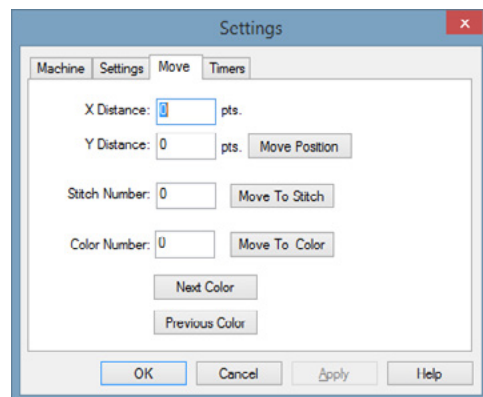 Settings
x
Machine Settings Move Timers
X Distance: 0 pts.
Y Distance: 0 pts. Move Position
Stitch Number: 0 Move To Stitch
Color Number: 0 Move To Color
Next Color
Previous Color
OK Cancel Apply Help